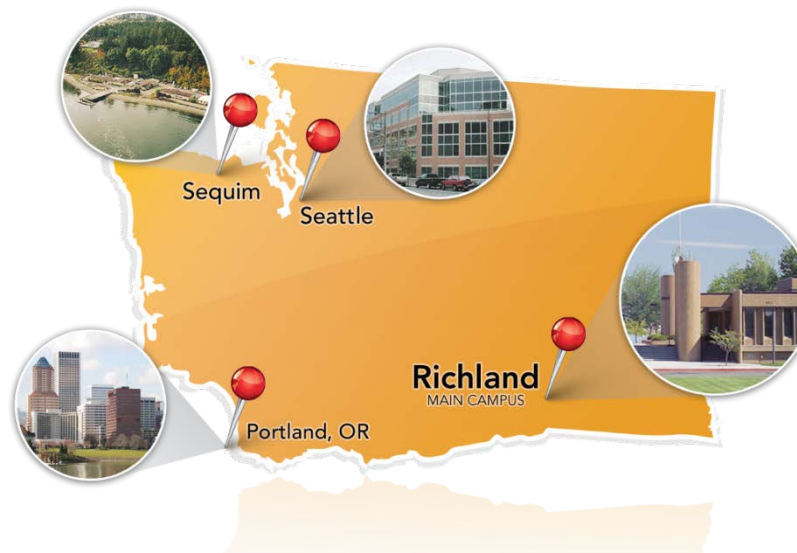 Sequim
Seattle
Richland
MAIN CAMPUS
Portland, OR